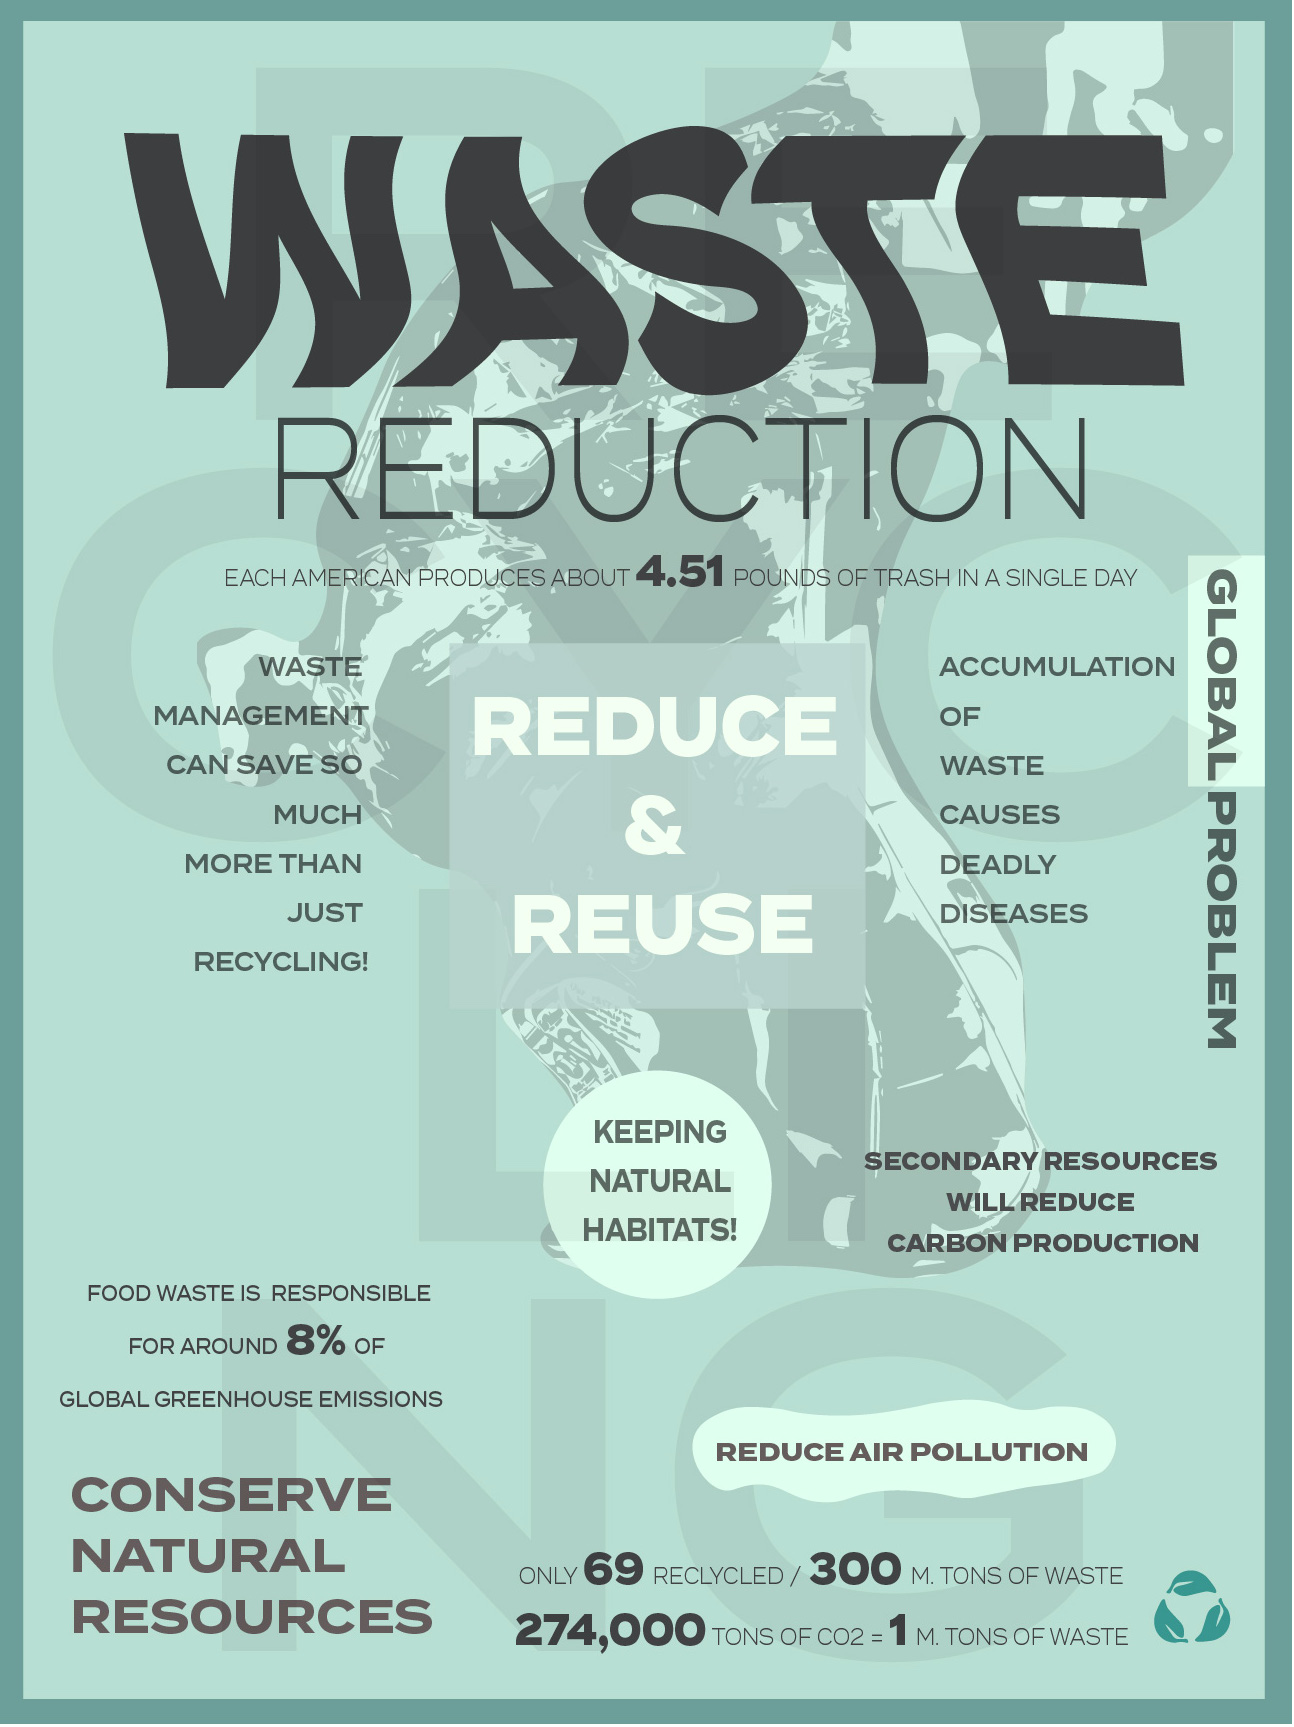 WASTE
REDUCTION
EACH AMERICAN PRODUCES ABOUT 4.51 POUNDS OF TRASH IN A SINGLE DAY
WASTE
MANAGEMENT
CAN SAVE SO
MUCH
MORE THAN
JUST
RECYCLING!
REDUCE
&
REUSE
ACCUMULATION
OF
WASTE
CAUSES
DEADLY
DISEASES
GLOBAL PROBLEM
KEEPING
NATURAL
HABITATS!
SECONDARY RESOURCES
WILL REDUCE
CARBON PRODUCTION
FOOD WASTE IS RESPONSIBLE
FOR AROUND 8% OF
GLOBAL GREENHOUSE EMISSIONS
REDUCE AIR POLLUTION
CONSERVE
NATURAL
RESOURCES
ONLY 69 RECLYCLED / 300 M. TONS OF WASTE
274,000 TONS OF CO2 = 1 M. TONS OF WASTE
RE
CYC
LI
NG